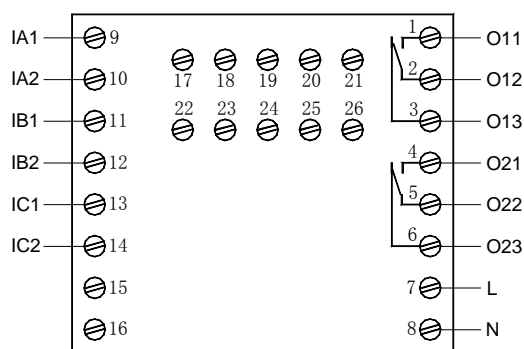 IA1 9 1 O11
IA2 10 17 18 19 20 21 2 O12
IB1 11 22 23 24 25 26 3 O13
IB2 12 4 O21
IC1 13 5 O22
IC2 14 6 O23
15 7 L
16 8 N